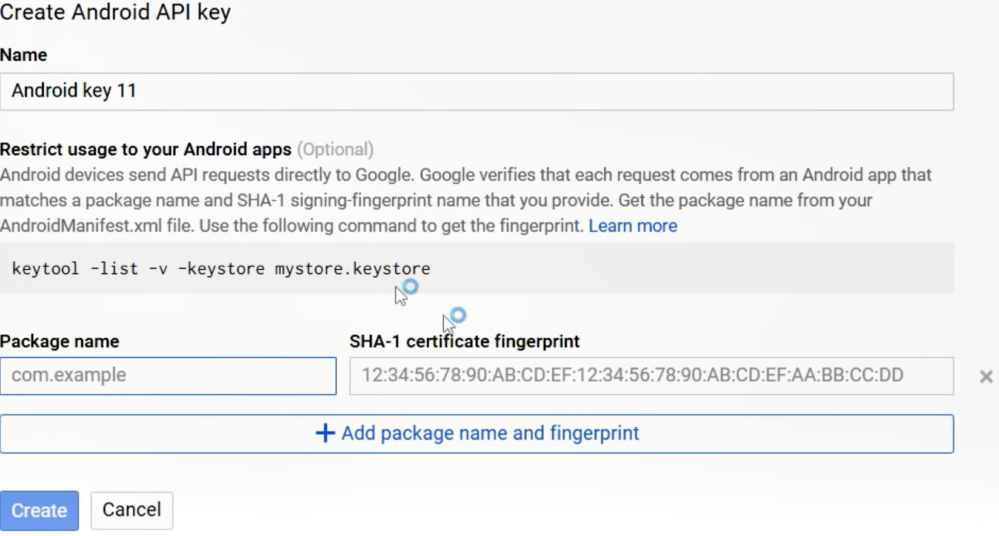 Create Android API key
Name
Android key 11
Restrict usage to your Android apps (Optional)
Android devices send API requests directly to Google. Google verifies that each request comes from an Android app that
matches a package name and SHA-1 signing-fingerprint name that you provide. Get the package name from your
AndroidManifest.xml file. Use the following command to get the fingerprint. Learn more
keytool -list -v -keystore mystore.keystore
Package name
SHA-1 certificate fingerprint
com.example
12:34:56:78:90:AB:CD:EF:12:34:56:78:90:AB:CD:EF:AA:BB:CC:DD
+ Add package name and fingerprint
Create
Cancel